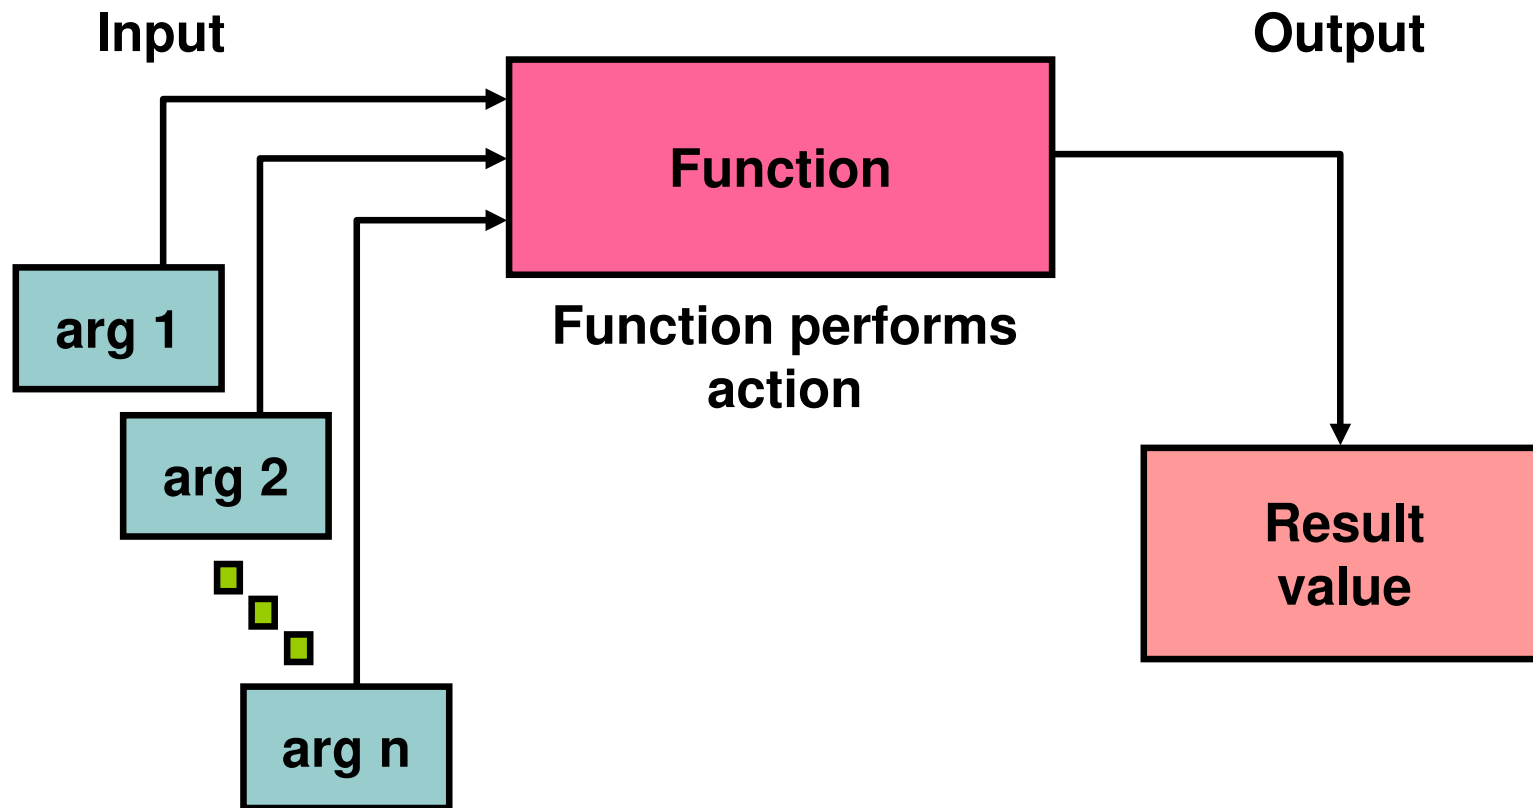 Input
Output
Function
Function performs
action
arg 1
arg 2
arg n
Result
value